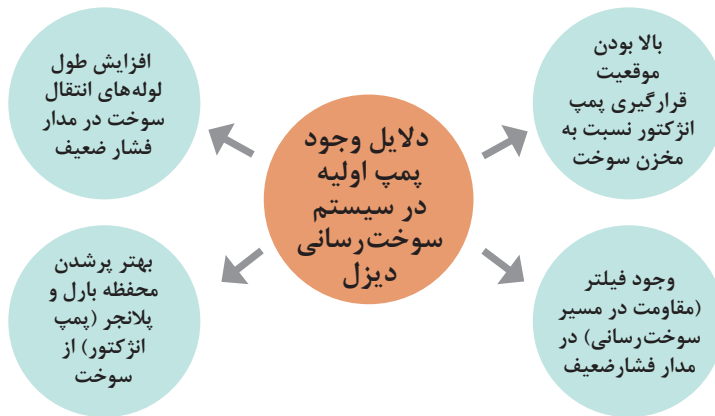 دلایل وجود
پمپ اولیه
در سیستم
سوخت‌رسانی
دیزل
بالا بودن
موقعیت
قرارگیری پمپ
انژکتور نسبت به
مخزن سوخت
افزایش طول
لوله‌های انتقال
سوخت در مدار
فشار ضعیف
وجود فیلتر
(مقاومت در مسیر
سوخت‌رسانی) در
مدار فشارضعیف
بهتر پرشدن
محفظه بارل و
پلانجر (پمپ
انژکتور) از
سوخت